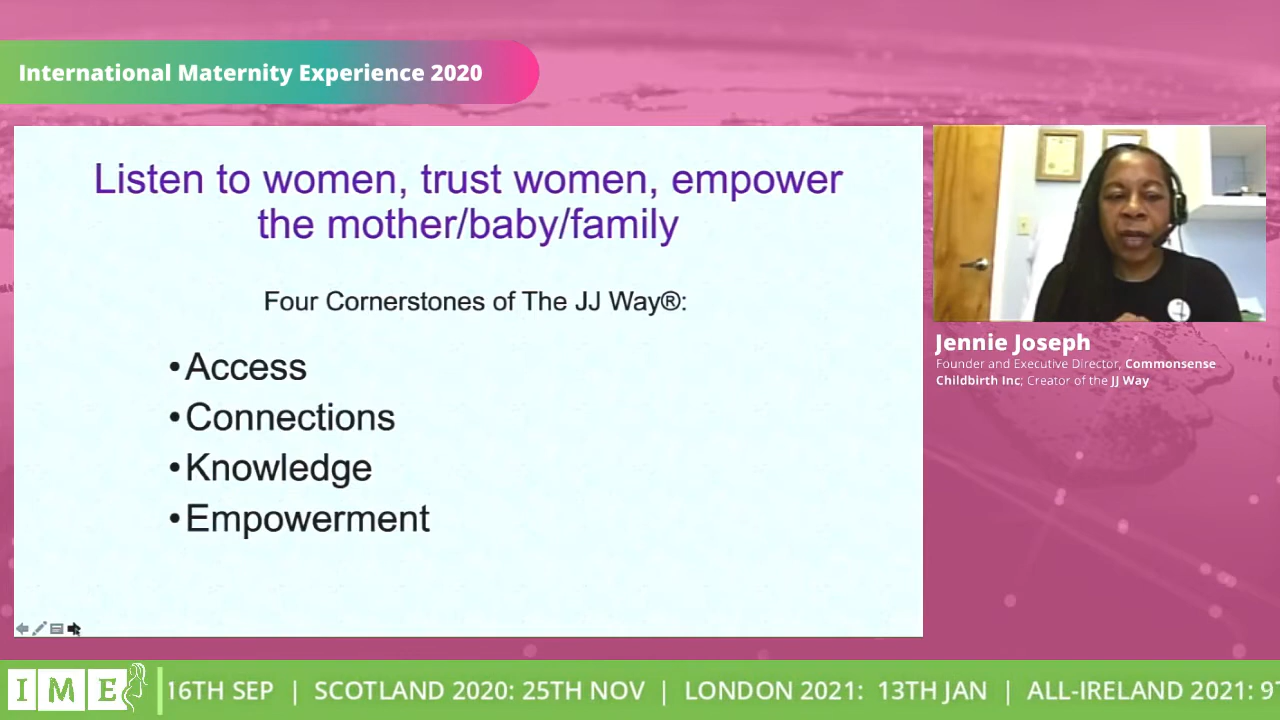 International Maternity Experience 2020
Listen to women, trust women, empower
the mother/baby/family
Four Cornerstones of The JJ Way®:
•Access
•Connections
•Knowledge
•Empowerment
Jennie Joseph
Founder and Executive Director, Commonsense
Childbirth Inc; Creator of the JJ Way
IME 16TH SEP | SCOTLAND 2020: 25TH NOV | LONDON 2021: 13TH JAN | ALL-IRELAND 2021: 9T